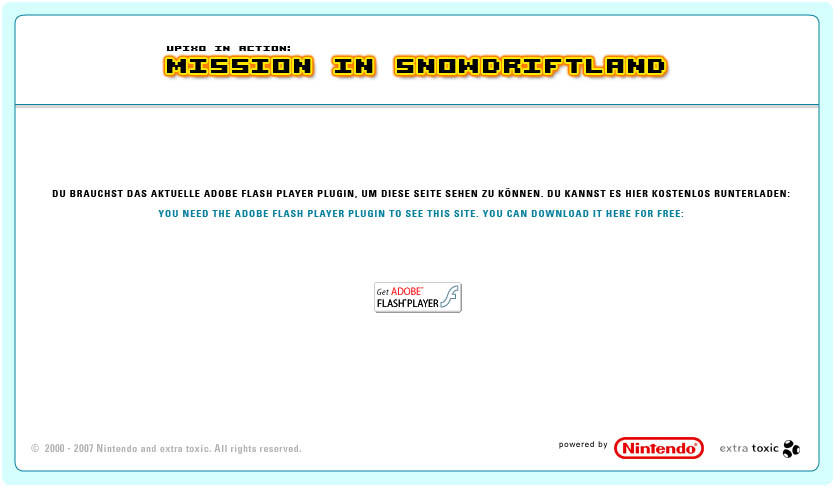 UPIXO IN ACTION:
MISSION IN SNOWDRIFTLAND
DU BRAUCHST DAS AKTUELLE ADOBE FLASH PLAYER PLUGIN, UM DIESE SEITE SEHEN ZU KÖNNEN. DU KANNST ES HIER KOSTENLOS RUNTERLADEN:
YOU NEED THE ADOBE FLASH PLAYER PLUGIN TO SEE THIS SITE. YOU CAN DOWNLOAD IT HERE FOR FREE:
Get ADOBE™
FLASH® PLAYER
© 2000 - 2007 Nintendo and extra toxic. All rights reserved.
powered by Nintendo® extra toxic